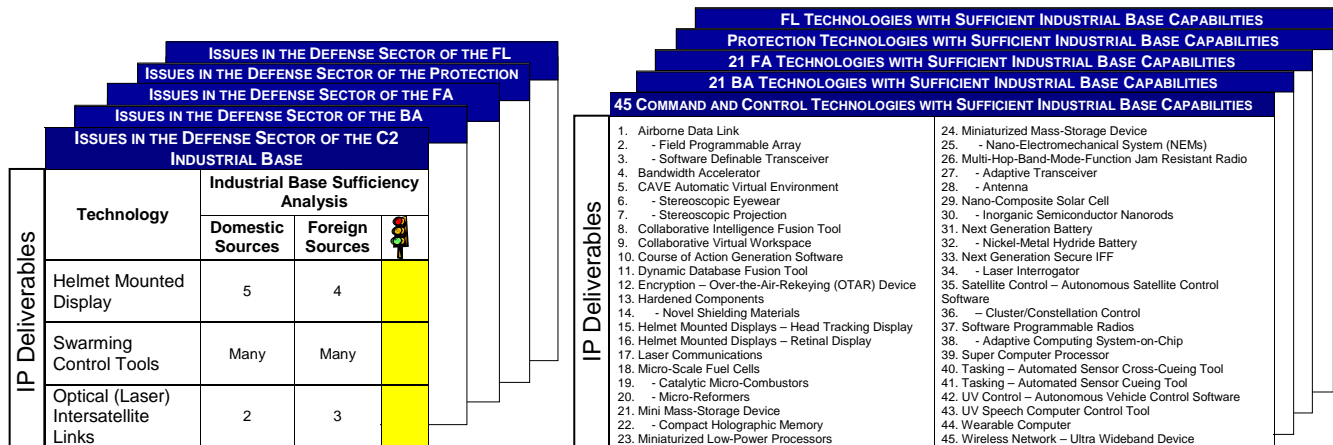 ISSUES IN THE DEFENSE SECTOR OF THE FL
ISSUES IN THE DEFENSE SECTOR OF THE PROTECTION
ISSUES IN THE DEFENSE SECTOR OF THE FA
ISSUES IN THE DEFENSE SECTOR OF THE BA
ISSUES IN THE DEFENSE SECTOR OF THE C2
INDUSTRIAL BASE
IP Deliverables
Technology
Industrial Base Sufficiency
Analysis
Domestic
Sources
Foreign
Sources
Helmet Mounted
Display
5
4
Swarming
Control Tools
Many
Many
Optical (Laser)
Intersatellite
Links
2
3
FL TECHNOLOGIES WITH SUFFICIENT INDUSTRIAL BASE CAPABILITIES
PROTECTION TECHNOLOGIES WITH SUFFICIENT INDUSTRIAL BASE CAPABILITIES
21 FA TECHNOLOGIES WITH SUFFICIENT INDUSTRIAL BASE CAPABILITIES
21 BA TECHNOLOGIES WITH SUFFICIENT INDUSTRIAL BASE CAPABILITIES
45 COMMAND AND CONTROL TECHNOLOGIES WITH SUFFICIENT INDUSTRIAL BASE CAPABILITIES
IP Deliverables
1. Airborne Data Link
2. - Field Programmable Array
3. - Software Definable Transceiver
4. Bandwidth Accelerator
5. CAVE Automatic Virtual Environment
6. - Stereoscopic Eyewear
7. - Stereoscopic Projection
8. Collaborative Intelligence Fusion Tool
9. Collaborative Virtual Workspace
10. Course of Action Generation Software
11. Dynamic Database Fusion Tool
12. Encryption – Over-the-Air-Rekeying (OTAR) Device
13. Hardened Components
14. - Novel Shielding Materials
15. Helmet Mounted Displays – Head Tracking Display
16. Helmet Mounted Displays – Retinal Display
17. Laser Communications
18. Micro-Scale Fuel Cells
19. - Catalytic Micro-Combustors
20. - Micro-Reformers
21. Mini Mass-Storage Device
22. - Compact Holographic Memory
23. Miniaturized Low-Power Processors
24. Miniaturized Mass-Storage Device
25. - Nano-Electromechanical System (NEMs)
26. Multi-Hop-Band-Mode-Function Jam Resistant Radio
27. - Adaptive Transceiver
28. - Antenna
29. Nano-Composite Solar Cell
30. - Inorganic Semiconductor Nanorods
31. Next Generation Battery
32. - Nickel-Metal Hydride Battery
33. Next Generation Secure IFF
34. - Laser Interrogator
35. Satellite Control – Autonomous Satellite Control
Software
36. – Cluster/Constellation Control
37. Software Programmable Radios
38. - Adaptive Computing System-on-Chip
39. Super Computer Processor
40. Tasking – Automated Sensor Cross-Cueing Tool
41. Tasking – Automated Sensor Cueing Tool
42. UV Control – Autonomous Vehicle Control Software
43. UV Speech Computer Control Tool
44. Wearable Computer
45. Wireless Network – Ultra Wideband Device